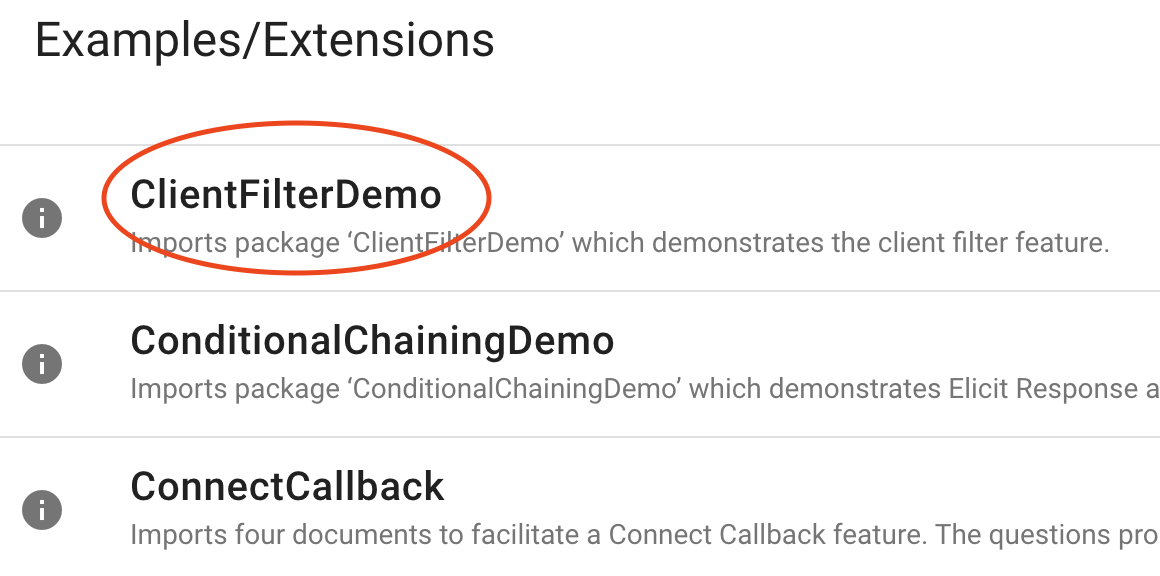 Examples/Extensions
ClientFilterDemo
Imports package ‘ClientFilterDemo’ which demonstrates the client filter feature.
ConditionalChainingDemo
Imports package ‘ConditionalChainingDemo’ which demonstrates Elicit Response a
ConnectCallback
Imports four documents to facilitate a Connect Callback feature. The questions pro